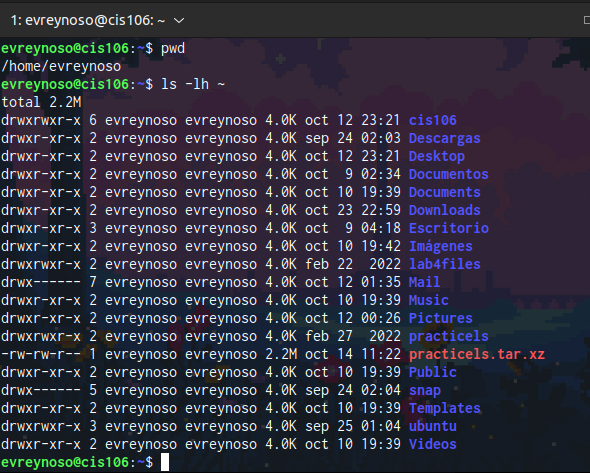 1: evreynoso@cis106: ~
evreynoso@cis106:~$ pwd
/home/evreynoso
evreynoso@cis106:~$ ls -lh ~
total 2.2M
drwxrwxr-x 6 evreynoso evreynoso 4.0K oct 12 23:21 cis106
drwxr-xr-x 2 evreynoso evreynoso 4.0K sep 24 02:03 Descargas
drwxr-xr-x 2 evreynoso evreynoso 4.0K oct 12 23:21 Desktop
drwxr-xr-x 2 evreynoso evreynoso 4.0K oct  9 02:34 Documentos
drwxr-xr-x 2 evreynoso evreynoso 4.0K oct 10 19:39 Documents
drwxr-xr-x 2 evreynoso evreynoso 4.0K oct 23 22:59 Downloads
drwxr-xr-x 3 evreynoso evreynoso 4.0K oct  9 04:18 Escritorio
drwxr-xr-x 2 evreynoso evreynoso 4.0K oct 10 19:42 Imágenes
drwxrwxr-x 2 evreynoso evreynoso 4.0K feb 22  2022 lab4files
drwx------ 7 evreynoso evreynoso 4.0K oct 12 01:35 Mail
drwxr-xr-x 2 evreynoso evreynoso 4.0K oct 10 19:39 Music
drwxr-xr-x 2 evreynoso evreynoso 4.0K oct 12 00:26 Pictures
drwxrwxr-x 2 evreynoso evreynoso 4.0K feb 27  2022 practicels
-rw-rw-r-- 1 evreynoso evreynoso 2.2M oct 14 11:22 practicels.tar.xz
drwxr-xr-x 2 evreynoso evreynoso 4.0K oct 10 19:39 Public
drwx------ 5 evreynoso evreynoso 4.0K sep 24 02:04 snap
drwxr-xr-x 2 evreynoso evreynoso 4.0K oct 10 19:39 Templates
drwxrwxr-x 3 evreynoso evreynoso 4.0K sep 25 01:04 ubuntu
drwxr-xr-x 2 evreynoso evreynoso 4.0K oct 10 19:39 Videos
evreynoso@cis106:~$